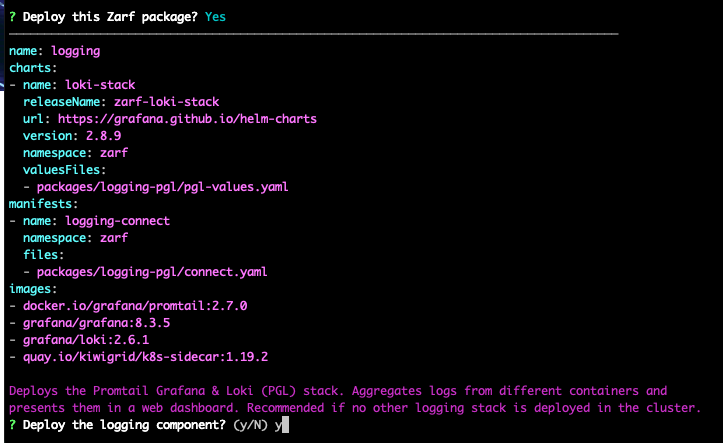 ? Deploy this Zarf package? Yes
name: logging
charts:
- name: loki-stack
  releaseName: zarf-loki-stack
  url: https://grafana.github.io/helm-charts
  version: 2.8.9
  namespace: zarf
  valuesFiles:
  - packages/logging-pgl/pgl-values.yaml
manifests:
- name: logging-connect
  namespace: zarf
  files:
  - packages/logging-pgl/connect.yaml
images:
- docker.io/grafana/promtail:2.7.0
- grafana/grafana:8.3.5
- grafana/loki:2.6.1
- quay.io/kiwigrid/k8s-sidecar:1.19.2
Deploys the Promtail Grafana & Loki (PGL) stack. Aggregates logs from different containers and
presents them in a web dashboard. Recommended if no other logging stack is deployed in the cluster.
? Deploy the logging component? (y/N) y